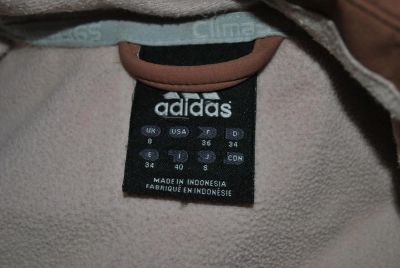 Clima
adidas
UK USA F D
8 36 34
E I J CDN
34 40 S
MADE IN INDONESIA
FABRIQUÉ EN INDONÉSIE